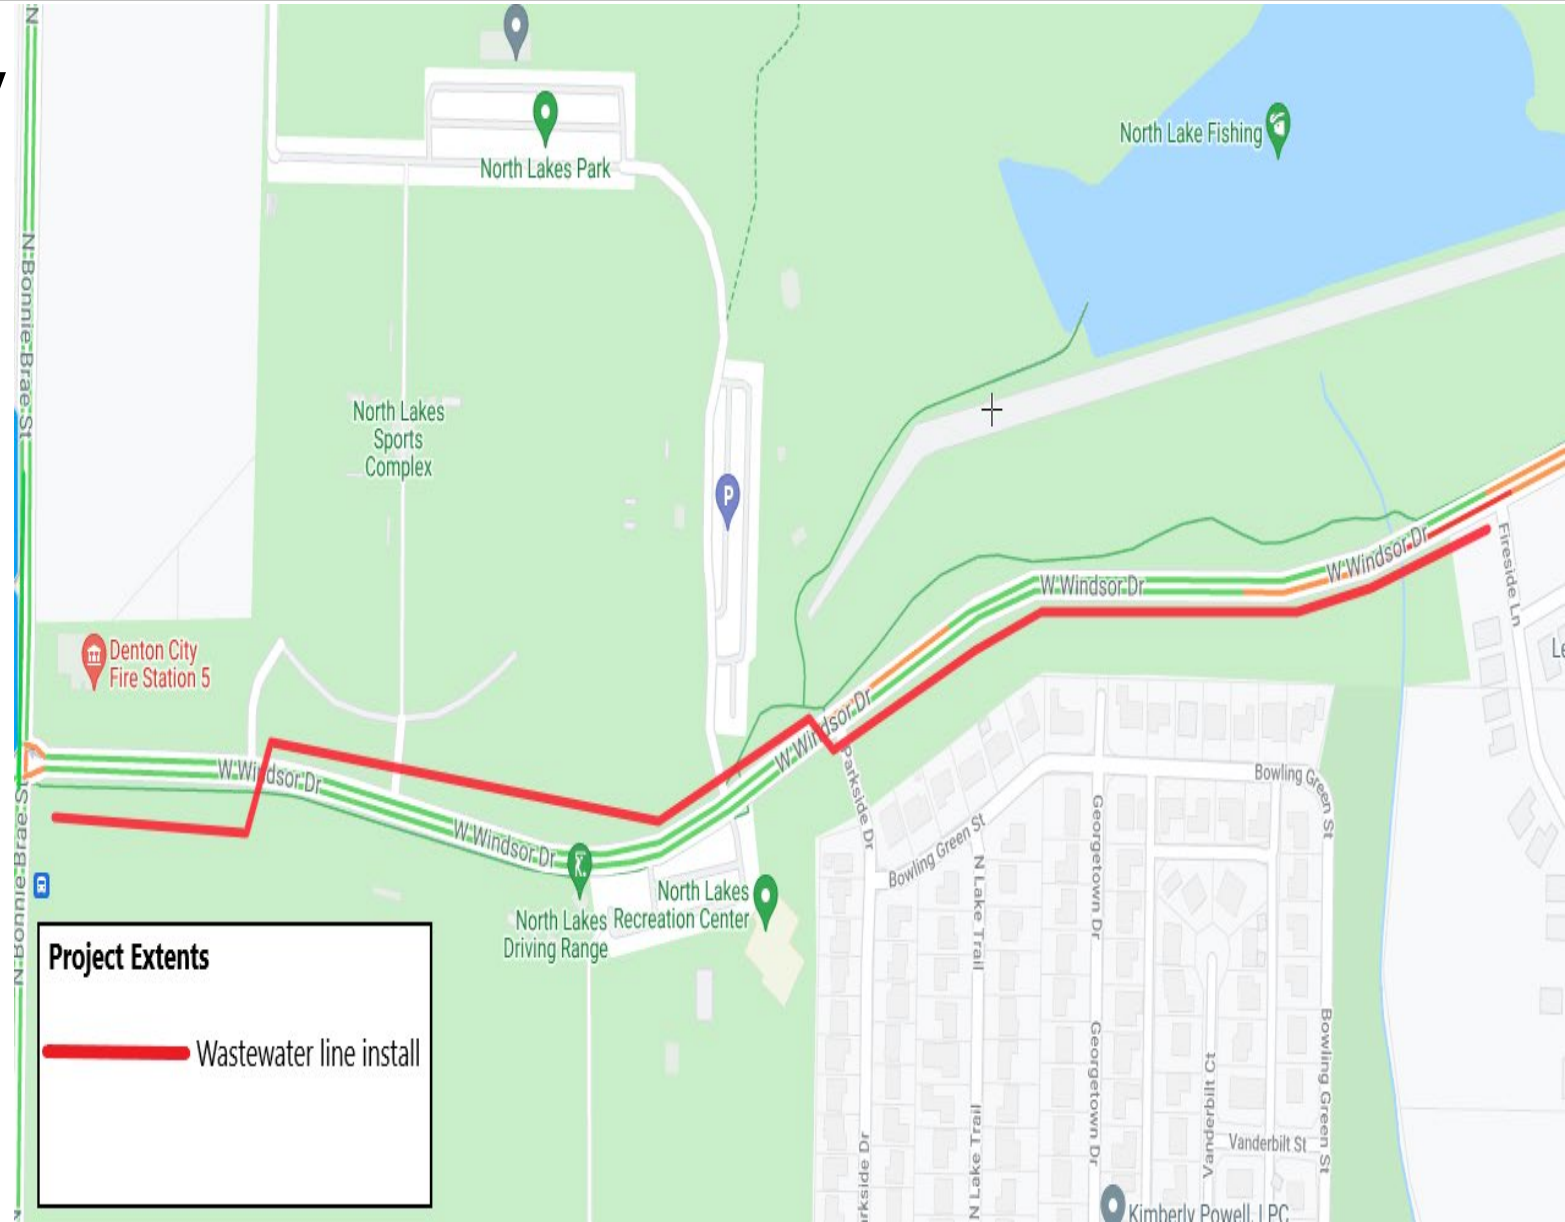 N
North Lakes Park
North Lake Fishing
N Bonnie Brae St
North Lakes
Sports
Complex
P
W Windsor Dr
W Windsor Dr
Fireside Ln
Denton City
Fire Station 5
W Windsor Dr
W Windsor Dr
W Windsor Dr
Parkside Dr
Bowling Green St
Bowling Green St
N Bonnie Brae St
North Lakes
Driving Range
North Lakes
Recreation Center
N Lake Trail
Georgetown Dr
Project Extents
Wastewater line install
Georgetown Dr
Bowling Green St
Vanderbilt Ct
Vanderbilt St
N Lake Trail
rkside Dr
Kimberly Powell, LPC